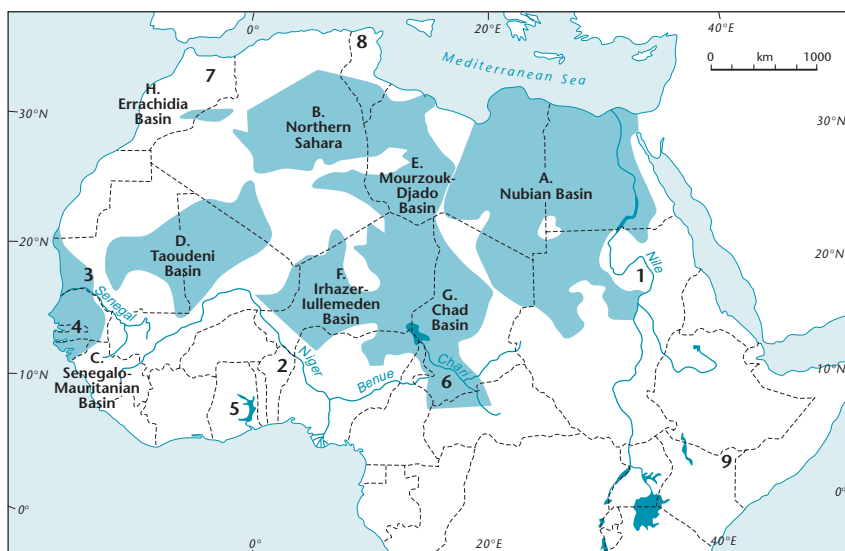 0°
20°E
40°E
0 km 1000
Mediterranean Sea
8
7
H.
Errachidia
Basin
30°N
30°N
B.
Northern
Sahara
E.
Mourzouk-
Djado
Basin
A.
Nubian Basin
20°N
20°N
D.
Taoudeni
Basin
3
Senegal
F.
Irhazer-
Iullemeden
Basin
G.
Chad
Basin
1
Nile
4
C.
Senegalo-
Mauritanian
Basin
10°N
10°N
2
Niger
Benue
Chari
6
5
9
0°
0°
0°
20°E
40°E